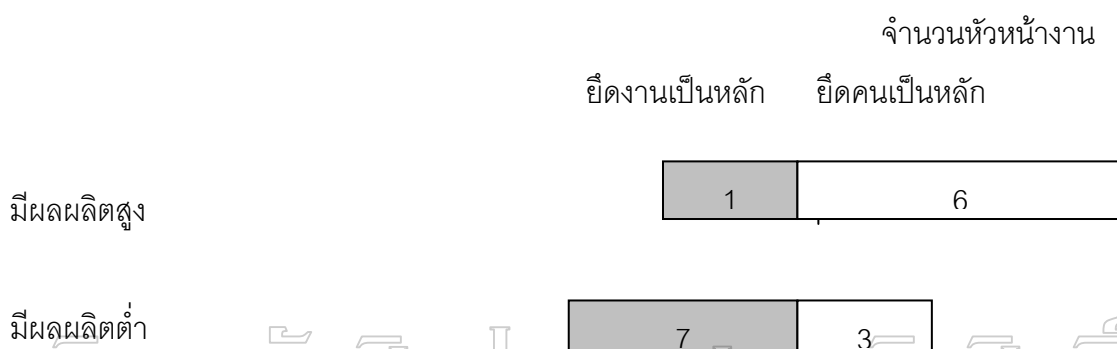 จำนวนหัวหน้างาน
ยึดงานเป็นหลัก ยึดคนเป็นหลัก
มีผลผลิตสูง 1 6
มีผลผลิตต่ำ 7 3